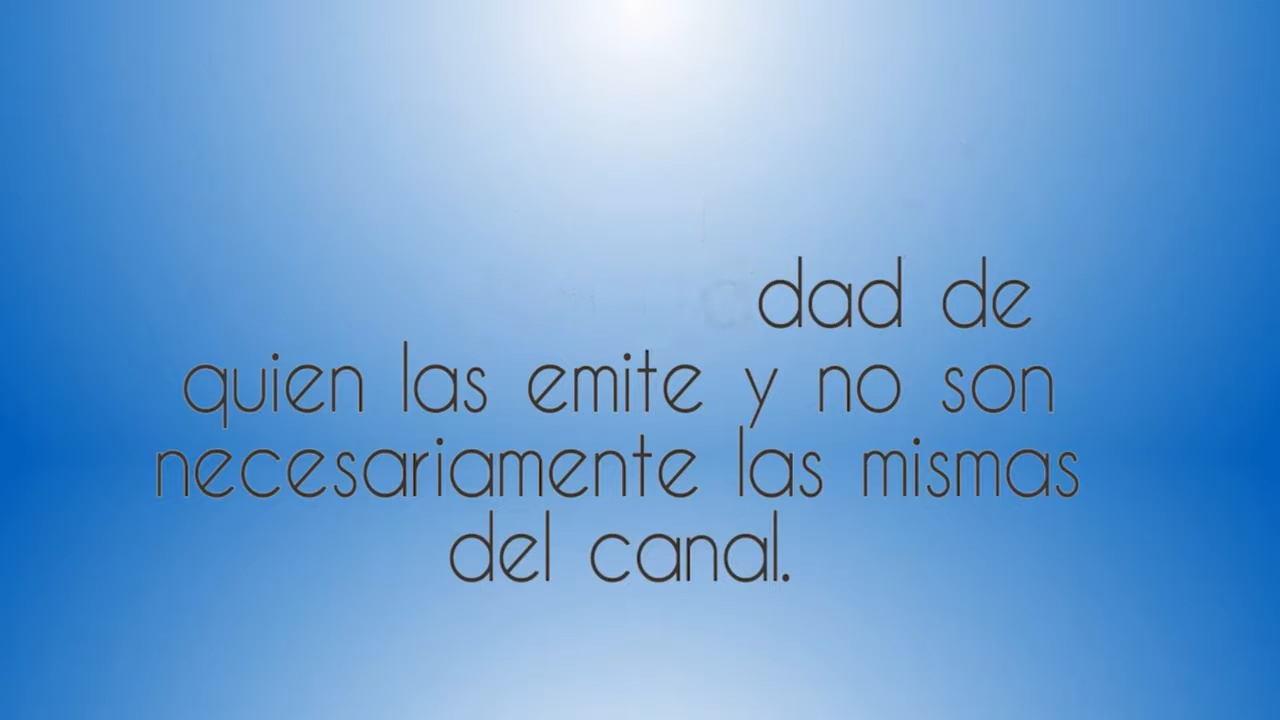 dad de
quien las emite y no son
necesariamente las mismas
del canal.